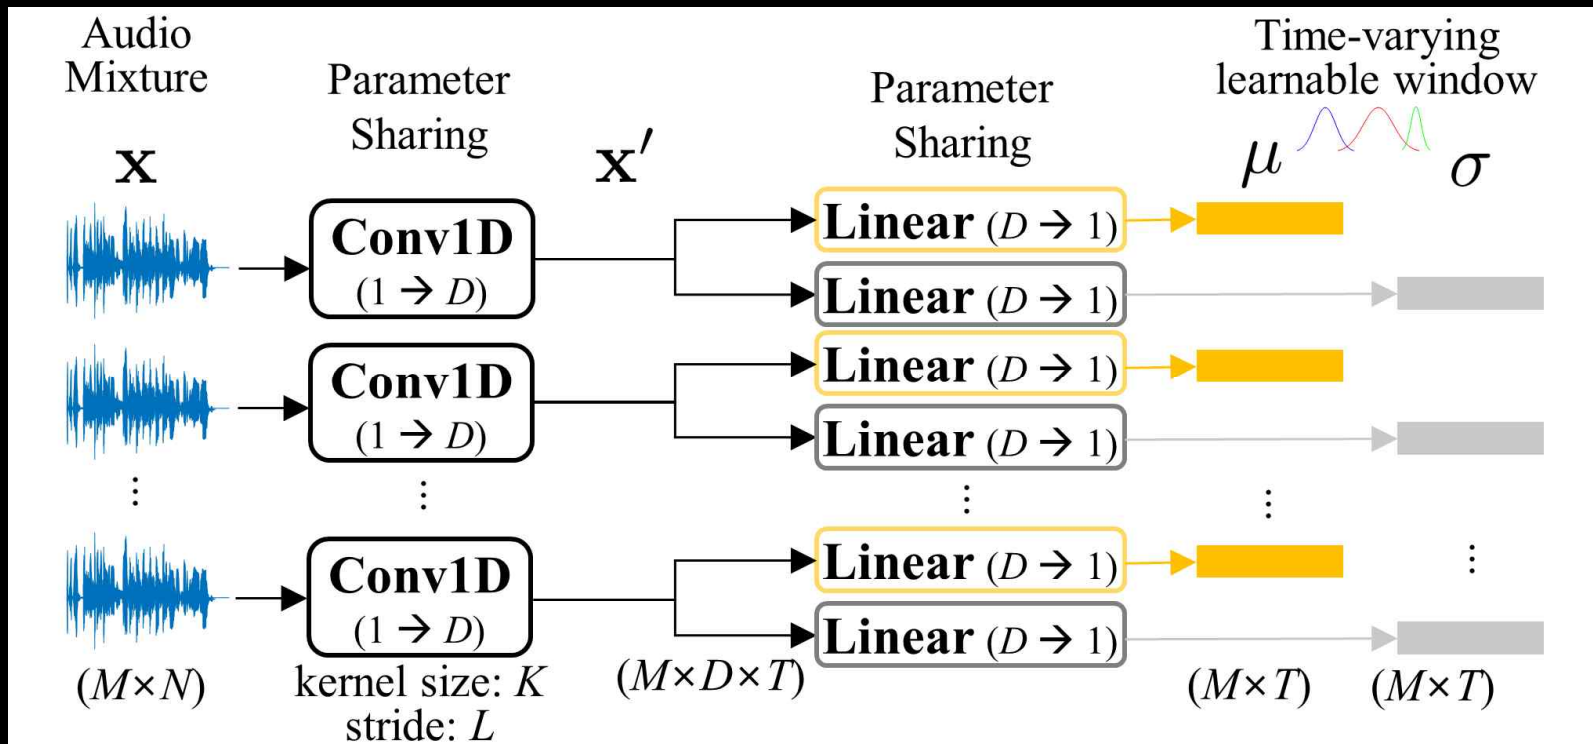 Audio
Mixture
x
Parameter
Sharing
x′
Parameter
Sharing
Time-varying
learnable window
μ
σ
Conv1D
(1 → D)
Linear (D → 1)
Linear (D → 1)
Conv1D
(1 → D)
Linear (D → 1)
Linear (D → 1)
⋮
⋮
⋮
⋮
⋮
Conv1D
(1 → D)
Linear (D → 1)
Linear (D → 1)
(M×N)
kernel size: K
stride: L
(M×D×T)
(M×T)
(M×T)